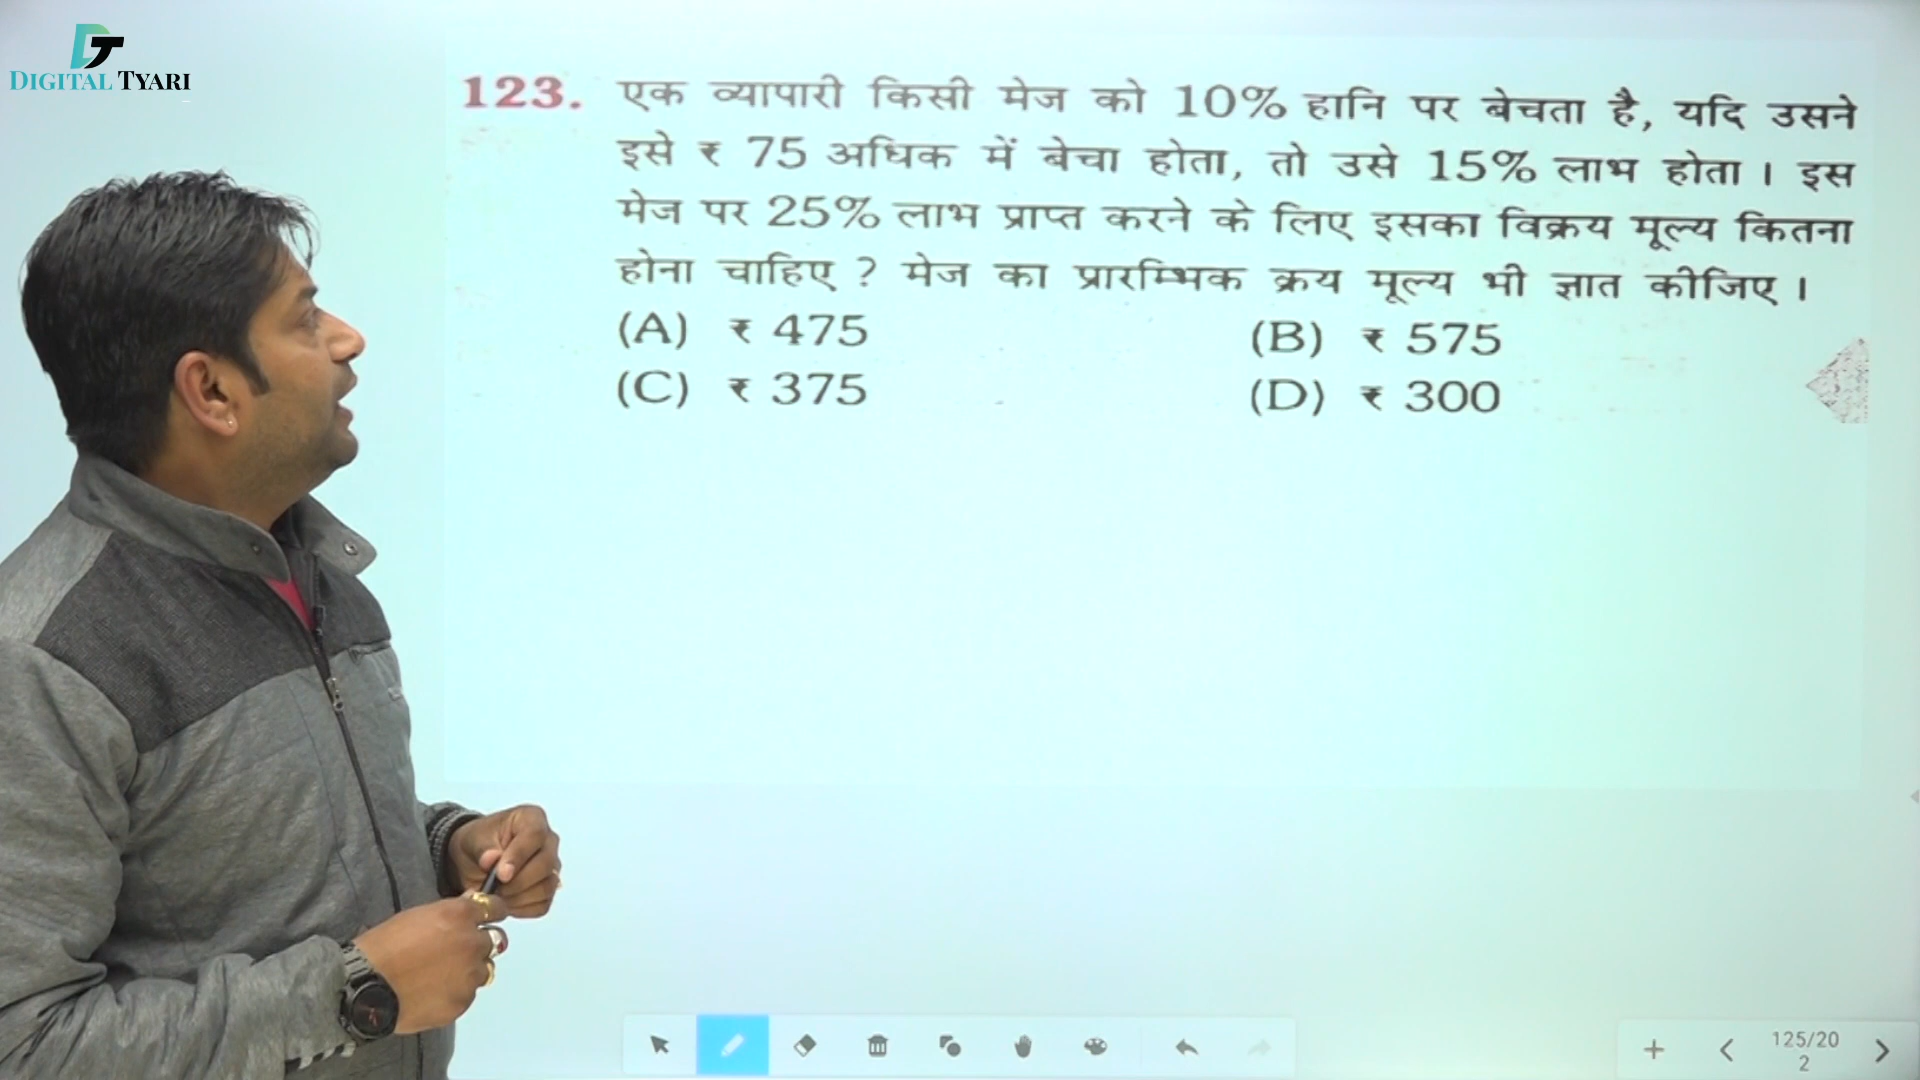 DIGITAL TYARI
123. एक व्यापारी किसी मेज को 10% हानि पर बेचता है, यदि उसने
इसे ₹ 75 अधिक में बेचा होता, तो उसे 15% लाभ होता । इस
मेज पर 25% लाभ प्राप्त करने के लिए इसका विक्रय मूल्य कितना
होना चाहिए ? मेज का प्रारम्भिक क्रय मूल्य भी ज्ञात कीजिए ।
(A) ₹ 475 (B) ₹ 575
(C) ₹ 375 (D) ₹ 300
125/20
2